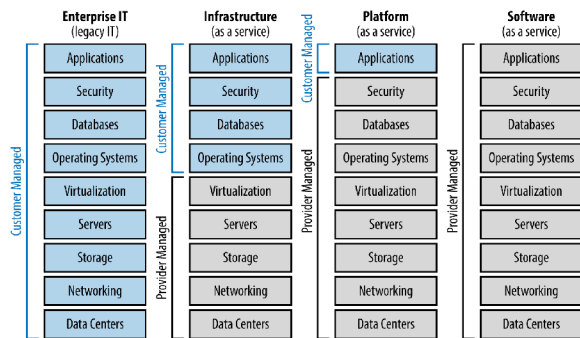 Enterprise IT
(legacy IT)
Customer Managed
Applications
Security
Databases
Operating Systems
Virtualization
Servers
Storage
Networking
Data Centers
Infrastructure
(as a service)
Customer Managed
Provider Managed
Applications
Security
Databases
Operating Systems
Virtualization
Servers
Storage
Networking
Data Centers
Platform
(as a service)
Customer Managed
Provider Managed
Applications
Security
Databases
Operating Systems
Virtualization
Servers
Storage
Networking
Data Centers
Software
(as a service)
Provider Managed
Applications
Security
Databases
Operating Systems
Virtualization
Servers
Storage
Networking
Data Centers